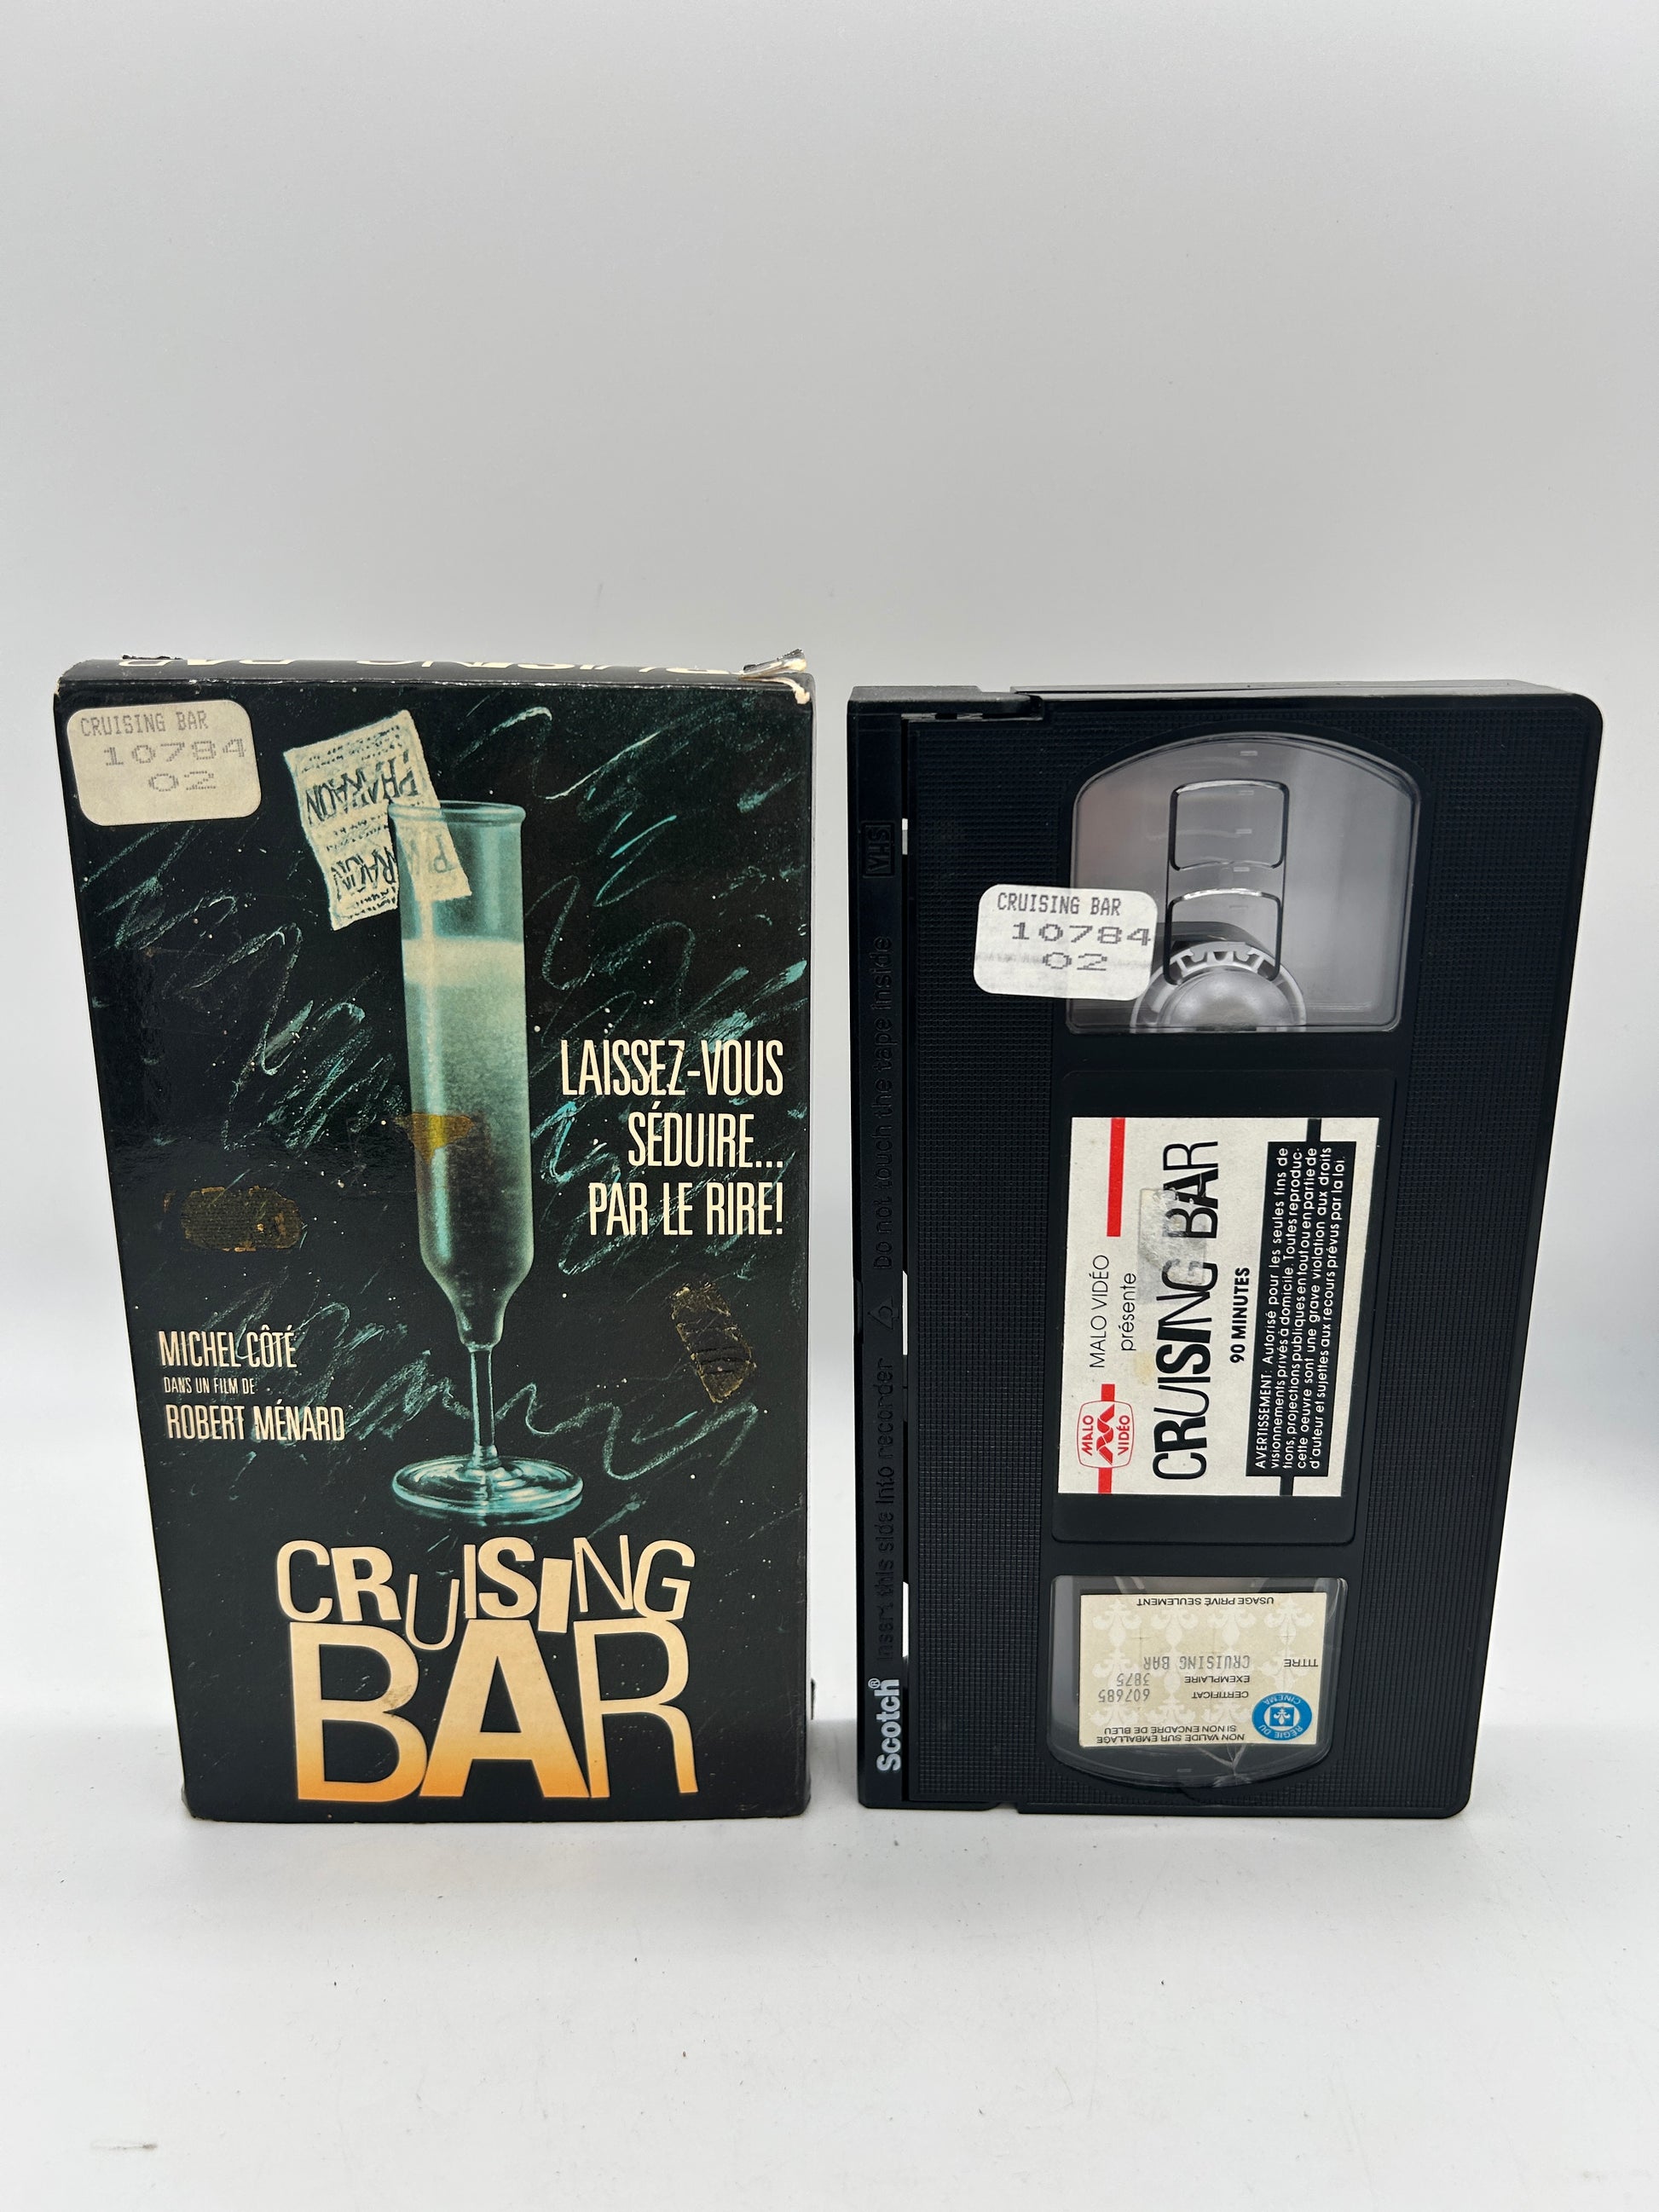 CRUISING BAR
CRUISING BAR
10784
02
PHARAON
LAISSEZ-VOUS
SÉDUIRE...
PAR LE RIRE!
MICHEL CÔTÉ
DANS UN FILM DE
ROBERT MÉNARD
CRUISING
BAR
VHS
CRUISING BAR
10784
02
Do not touch the tape inside
Insert this side into recorder
Scotch®
MALO VIDÉO
présente
MALO
VIDÉO
CRUISING BAR
90 MINUTES
AVERTISSEMENT: Autorisé pour les seules fins de
visionnements privés à domicile. Toutes reproduc-
tions, projections publiques en tout ou en partie de
cette oeuvre sont une grave violation aux droits
d'auteur et sujettes aux recours prévus par la loi.
NON VALIDE SUR EMBALLAGE
SI NON ENCADRÉ DE BLEU
RÉGIE DU
CINÉMA
CERTIFICAT
607685
EXEMPLAIRE
3875
TITRE
CRUISING BAR
USAGE PRIVÉ SEULEMENT